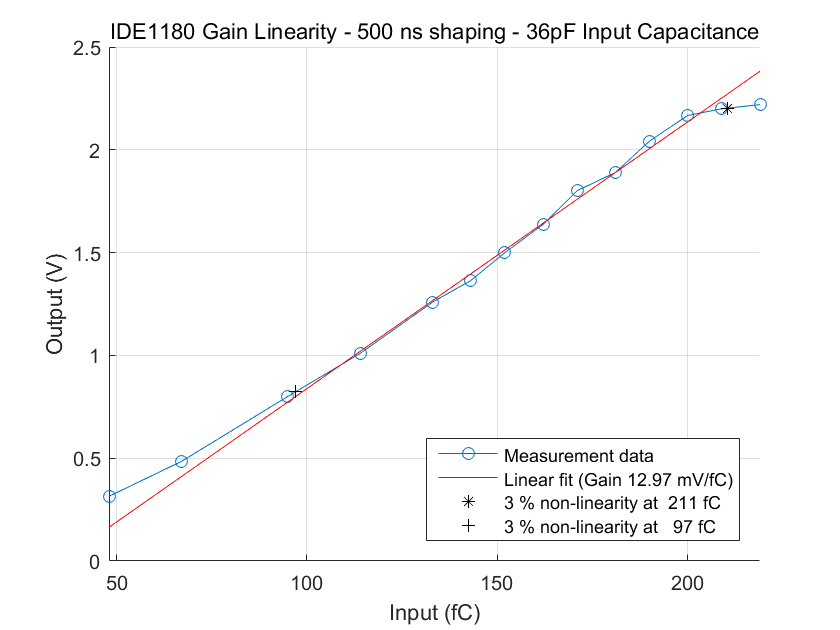 IDE1180 Gain Linearity - 500 ns shaping - 36pF Input Capacitance
2.5
2
1.5
1
0.5
0
Output (V)
50
100
150
200
Input (fC)
Measurement data
Linear fit (Gain 12.97 mV/fC)
3 % non-linearity at 211 fC
3 % non-linearity at 97 fC